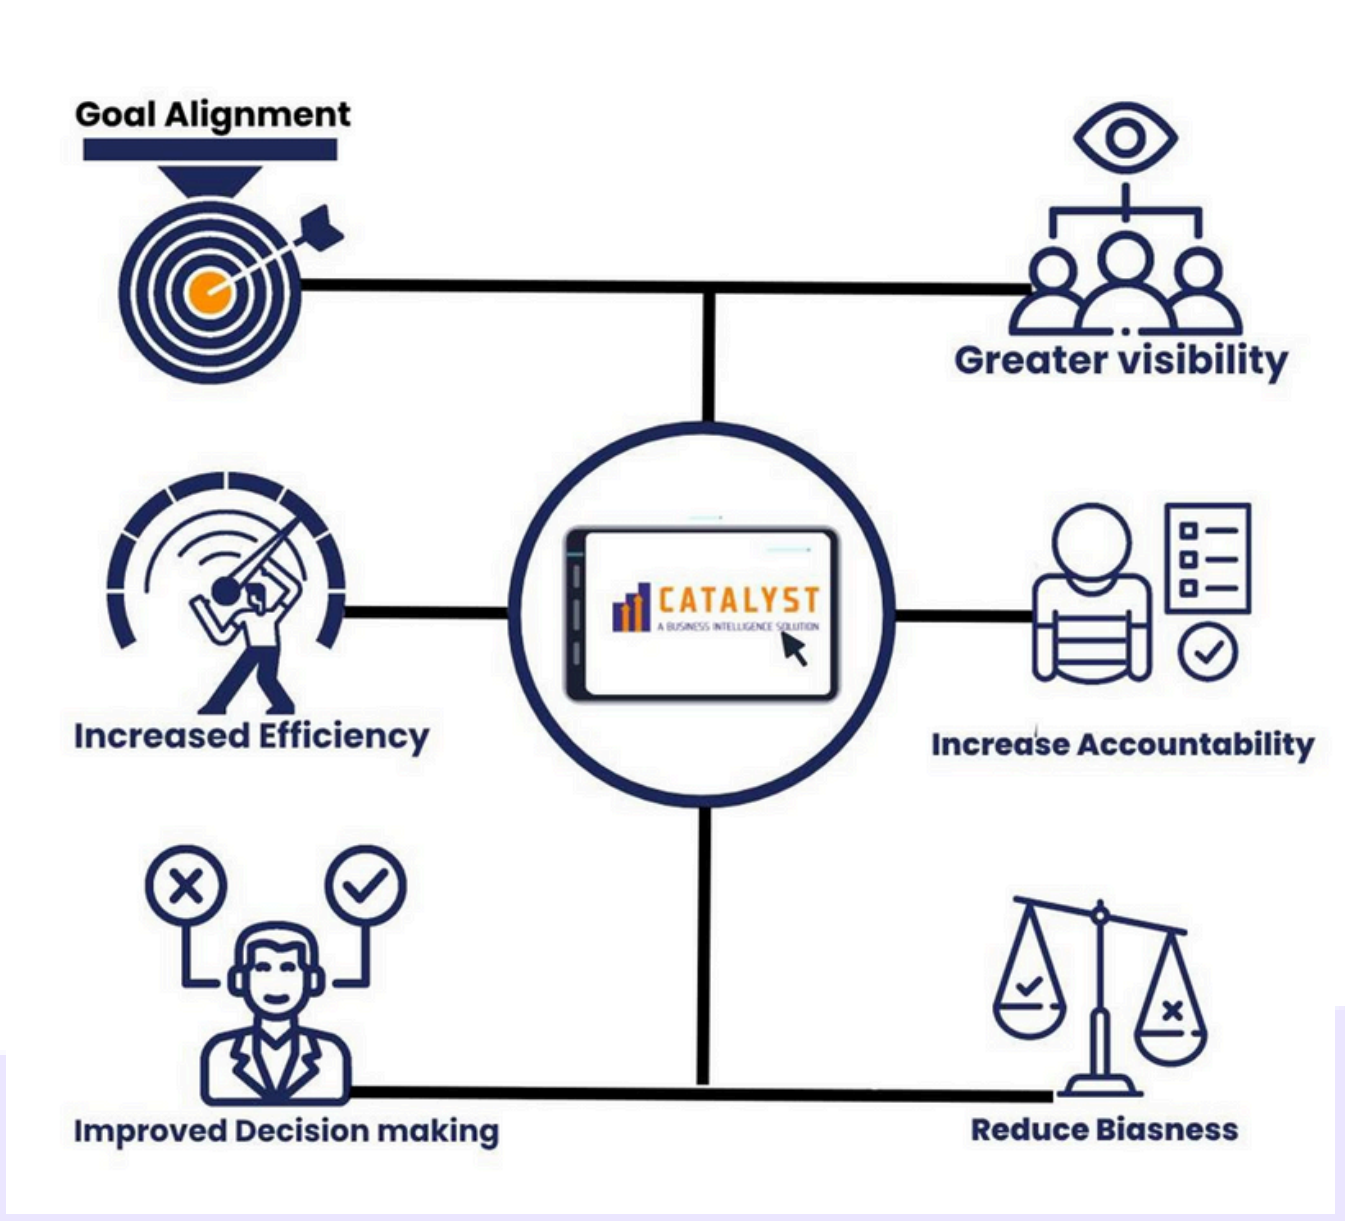 Goal Alignment
Greater visibility
CATALYST
A BUSINESS INTELLIGENCE SOLUTION
Increased Efficiency
Increase Accountability
Improved Decision making
Reduce Biasness